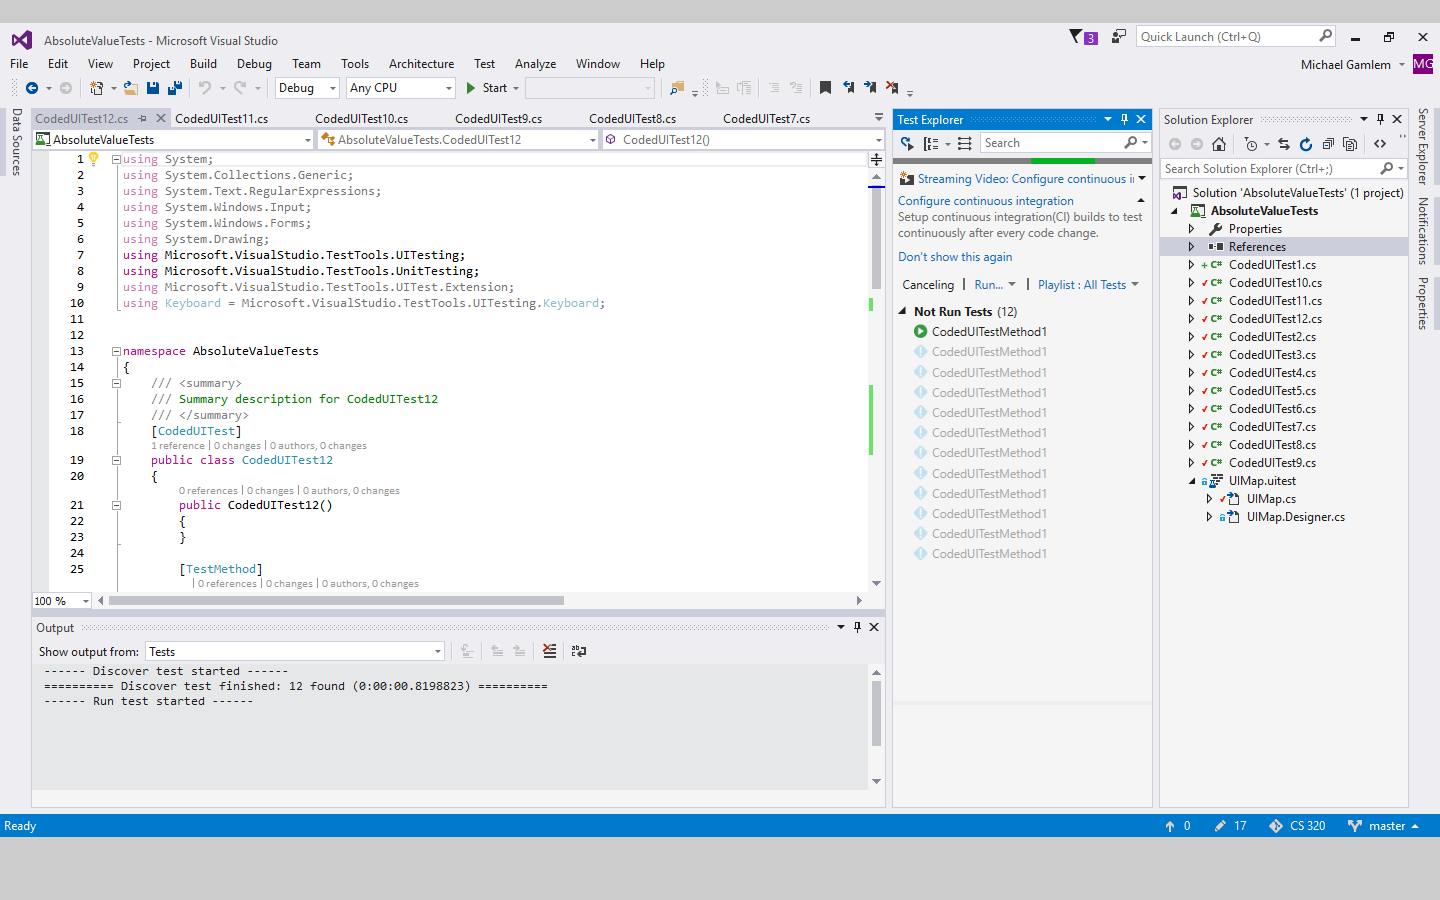 AbsoluteValueTests - Microsoft Visual Studio
3
Quick Launch (Ctrl+Q)
File Edit View Project Build Debug Team Tools Architecture Test Analyze Window Help
Michael Gamlem MG
Debug Any CPU Start
Data Sources
CodedUITest12.cs CodedUITest11.cs CodedUITest10.cs CodedUITest9.cs CodedUITest8.cs CodedUITest7.cs
AbsoluteValueTests AbsoluteValueTests.CodedUITest12 CodedUITest12()
1 using System;
2 using System.Collections.Generic;
3 using System.Text.RegularExpressions;
4 using System.Windows.Input;
5 using System.Windows.Forms;
6 using System.Drawing;
7 using Microsoft.VisualStudio.TestTools.UITesting;
8 using Microsoft.VisualStudio.TestTools.UnitTesting;
9 using Microsoft.VisualStudio.TestTools.UITest.Extension;
10 using Keyboard = Microsoft.VisualStudio.TestTools.UITesting.Keyboard;
11
12
13 namespace AbsoluteValueTests
14 {
15 /// <summary>
16 /// Summary description for CodedUITest12
17 /// </summary>
18 [CodedUITest]
1 reference | 0 changes | 0 authors, 0 changes
19 public class CodedUITest12
20 {
0 references | 0 changes | 0 authors, 0 changes
21 public CodedUITest12()
22 {
23 }
24
25 [TestMethod]
| 0 references | 0 changes | 0 authors, 0 changes
100 %
Output
Show output from: Tests
------ Discover test started ------
========== Discover test finished: 12 found (0:00:00.8198823) ==========
------ Run test started ------
Test Explorer
Search
Streaming Video: Configure continuous i
Configure continuous integration
Setup continuous integration(CI) builds to test
continuously after every code change.
Don't show this again
Canceling | Run... | Playlist : All Tests
Not Run Tests (12)
CodedUITestMethod1
CodedUITestMethod1
CodedUITestMethod1
CodedUITestMethod1
CodedUITestMethod1
CodedUITestMethod1
CodedUITestMethod1
CodedUITestMethod1
CodedUITestMethod1
CodedUITestMethod1
CodedUITestMethod1
CodedUITestMethod1
Solution Explorer
Search Solution Explorer (Ctrl+;)
Solution 'AbsoluteValueTests' (1 project)
AbsoluteValueTests
Properties
References
C# CodedUITest1.cs
C# CodedUITest10.cs
C# CodedUITest11.cs
C# CodedUITest12.cs
C# CodedUITest2.cs
C# CodedUITest3.cs
C# CodedUITest4.cs
C# CodedUITest5.cs
C# CodedUITest6.cs
C# CodedUITest7.cs
C# CodedUITest8.cs
C# CodedUITest9.cs
UIMap.uitest
UIMap.cs
UIMap.Designer.cs
Server Explorer
Notifications
Properties
Ready
0 17 CS 320 master